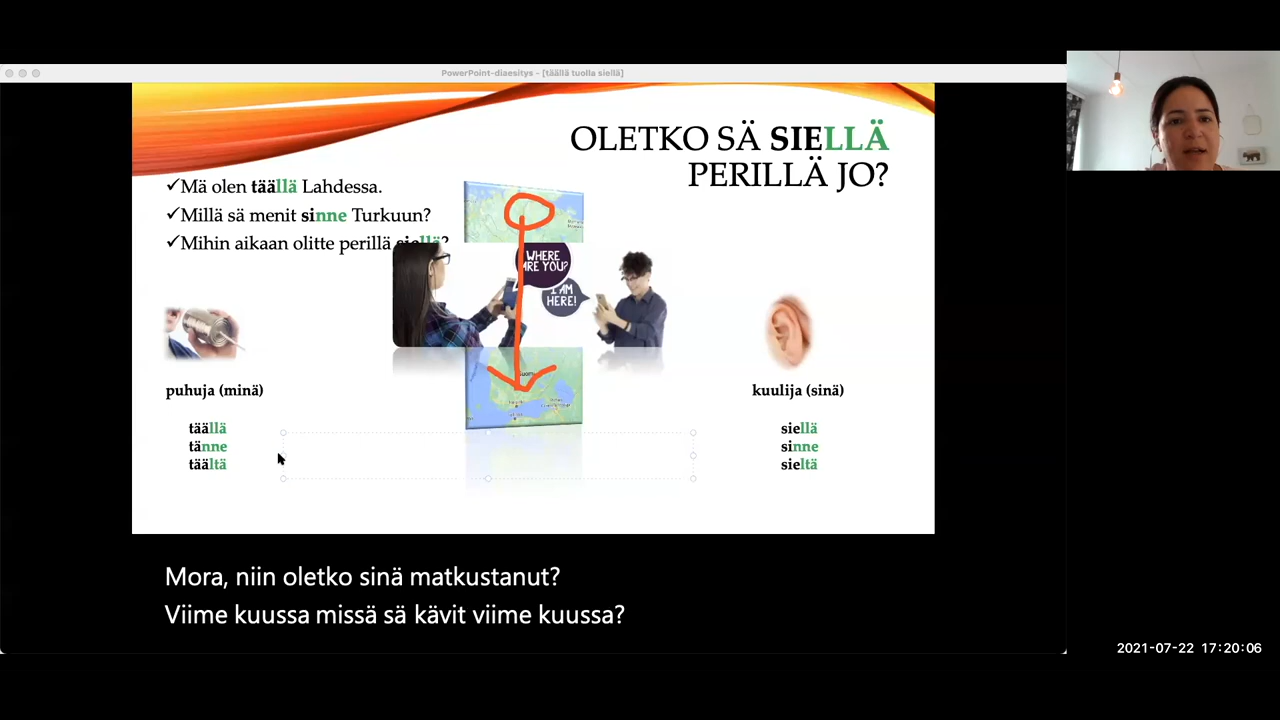 PowerPoint-diaesitys - [täällä tuolla siellä]
OLETKO SÄ SIELLÄ
PERILLÄ JO?
✓Mä olen täällä Lahdessa.
✓Millä sä menit sinne Turkuun?
✓Mihin aikaan olitte perillä siellä?
WHERE
ARE YOU?
I AM
HERE!
puhuja (minä)
täällä
tänne
täältä
kuulija (sinä)
siellä
sinne
sieltä
Mora, niin oletko sinä matkustanut?
Viime kuussa missä sä kävit viime kuussa?
2021-07-22 17:20:06